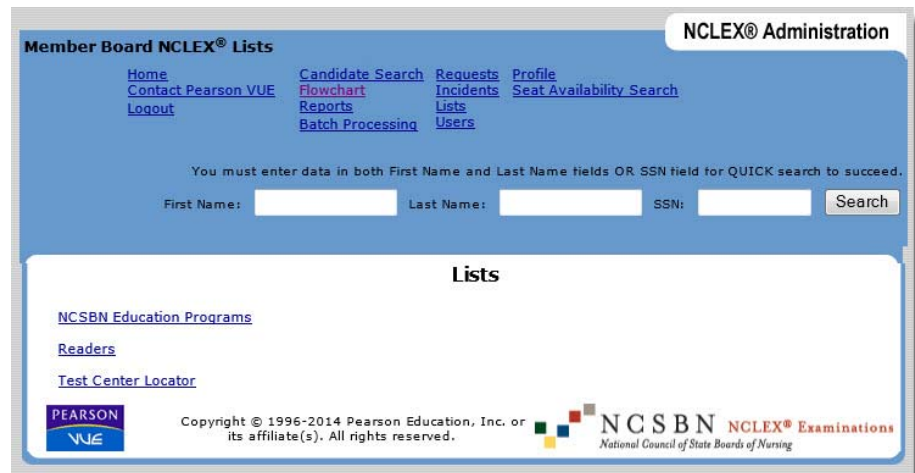 NCLEX® Administration
Member Board NCLEX® Lists
Home Candidate Search Requests Profile
Contact Pearson VUE Flowchart Incidents Seat Availability Search
Logout Reports Lists
Batch Processing Users
You must enter data in both First Name and Last Name fields OR SSN field for QUICK search to succeed.
First Name: Last Name: SSN: Search
Lists
NCSBN Education Programs
Readers
Test Center Locator
PEARSON
VUE
Copyright © 1996-2014 Pearson Education, Inc. or
its affiliate(s). All rights reserved.
NCSBN NCLEX® Examinations
National Council of State Boards of Nursing